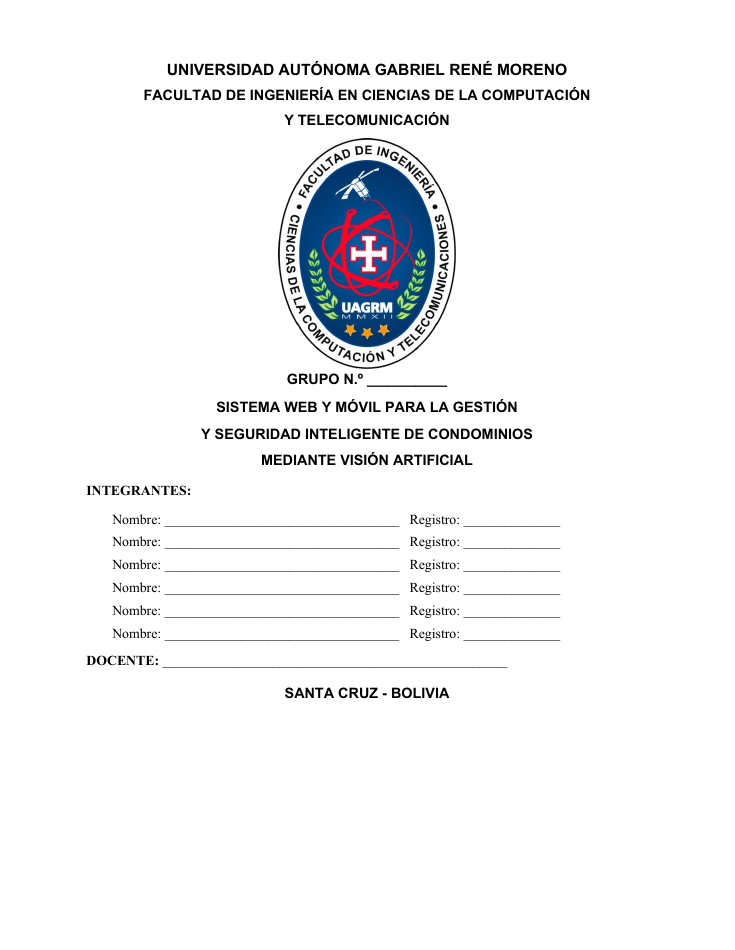 UNIVERSIDAD AUTÓNOMA GABRIEL RENÉ MORENO
FACULTAD DE INGENIERÍA EN CIENCIAS DE LA COMPUTACIÓN
Y TELECOMUNICACIÓN
• FACULTAD DE INGENIERÍA •
CIENCIAS DE LA COMPUTACIÓN Y TELECOMUNICACIONES
UAGRM
MMXII
GRUPO N.º __________
SISTEMA WEB Y MÓVIL PARA LA GESTIÓN
Y SEGURIDAD INTELIGENTE DE CONDOMINIOS
MEDIANTE VISIÓN ARTIFICIAL
INTEGRANTES:
Nombre: __________________________________ Registro: ______________
Nombre: __________________________________ Registro: ______________
Nombre: __________________________________ Registro: ______________
Nombre: __________________________________ Registro: ______________
Nombre: __________________________________ Registro: ______________
Nombre: __________________________________ Registro: ______________
DOCENTE: __________________________________________________
SANTA CRUZ - BOLIVIA